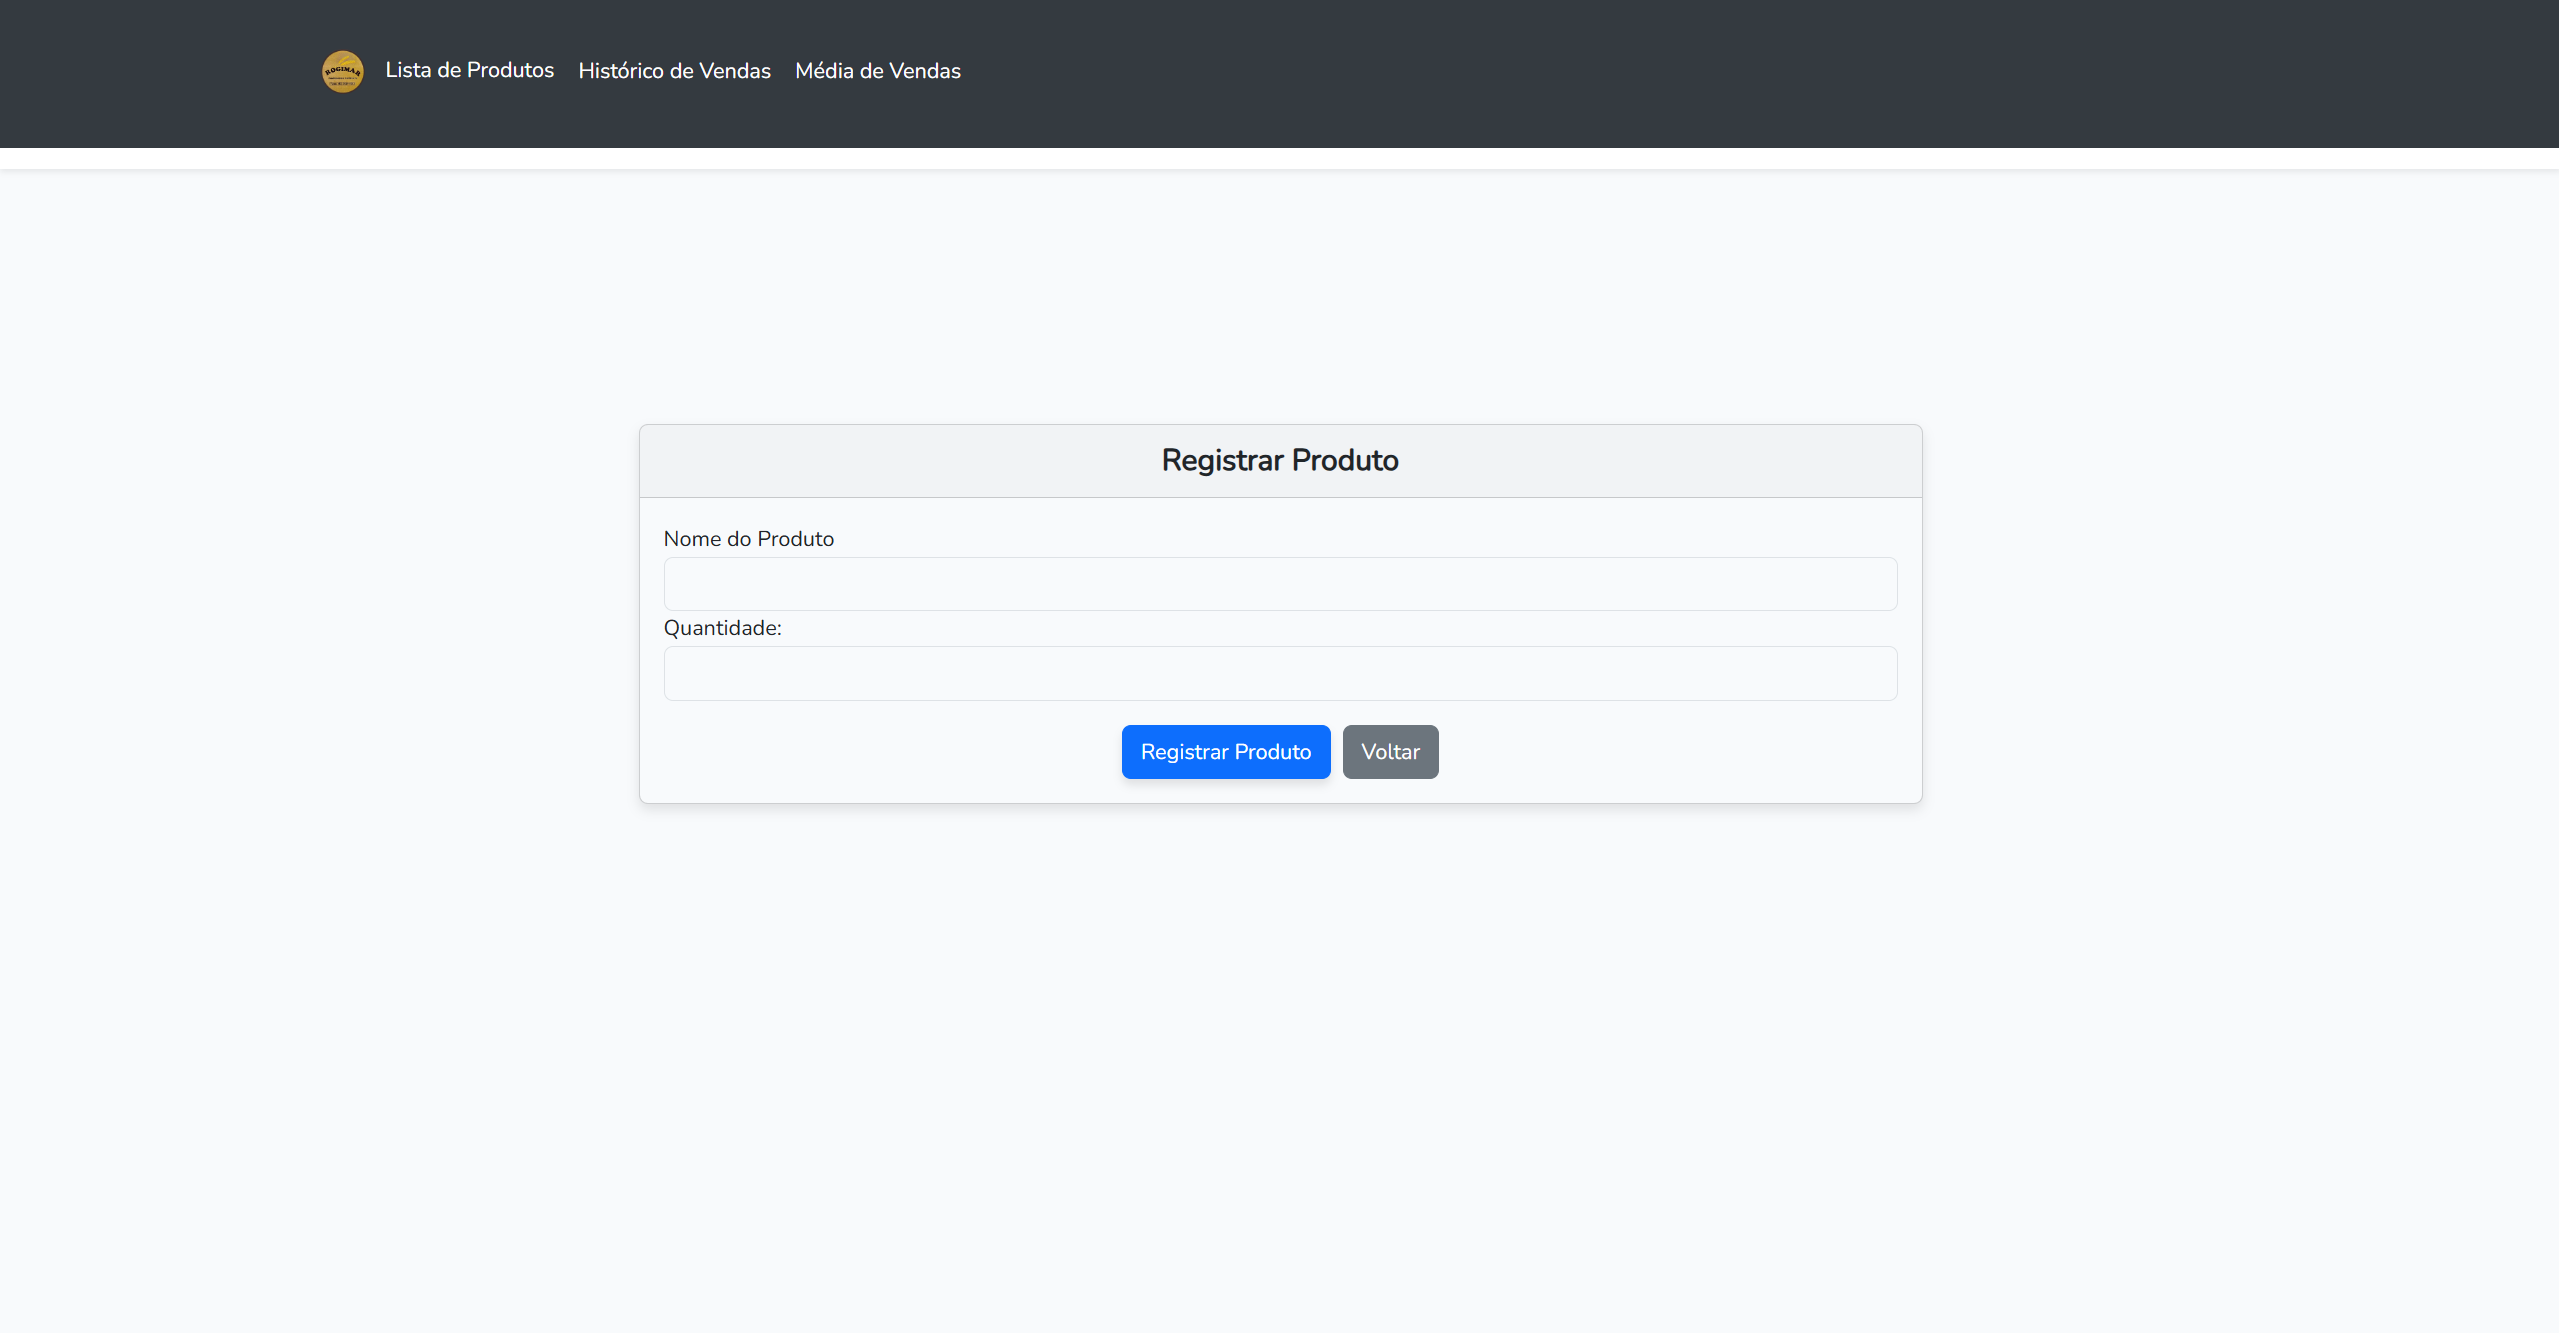 ROGIMAR
Lista de Produtos Histórico de Vendas Média de Vendas
Registrar Produto
Nome do Produto
Quantidade:
Registrar Produto Voltar